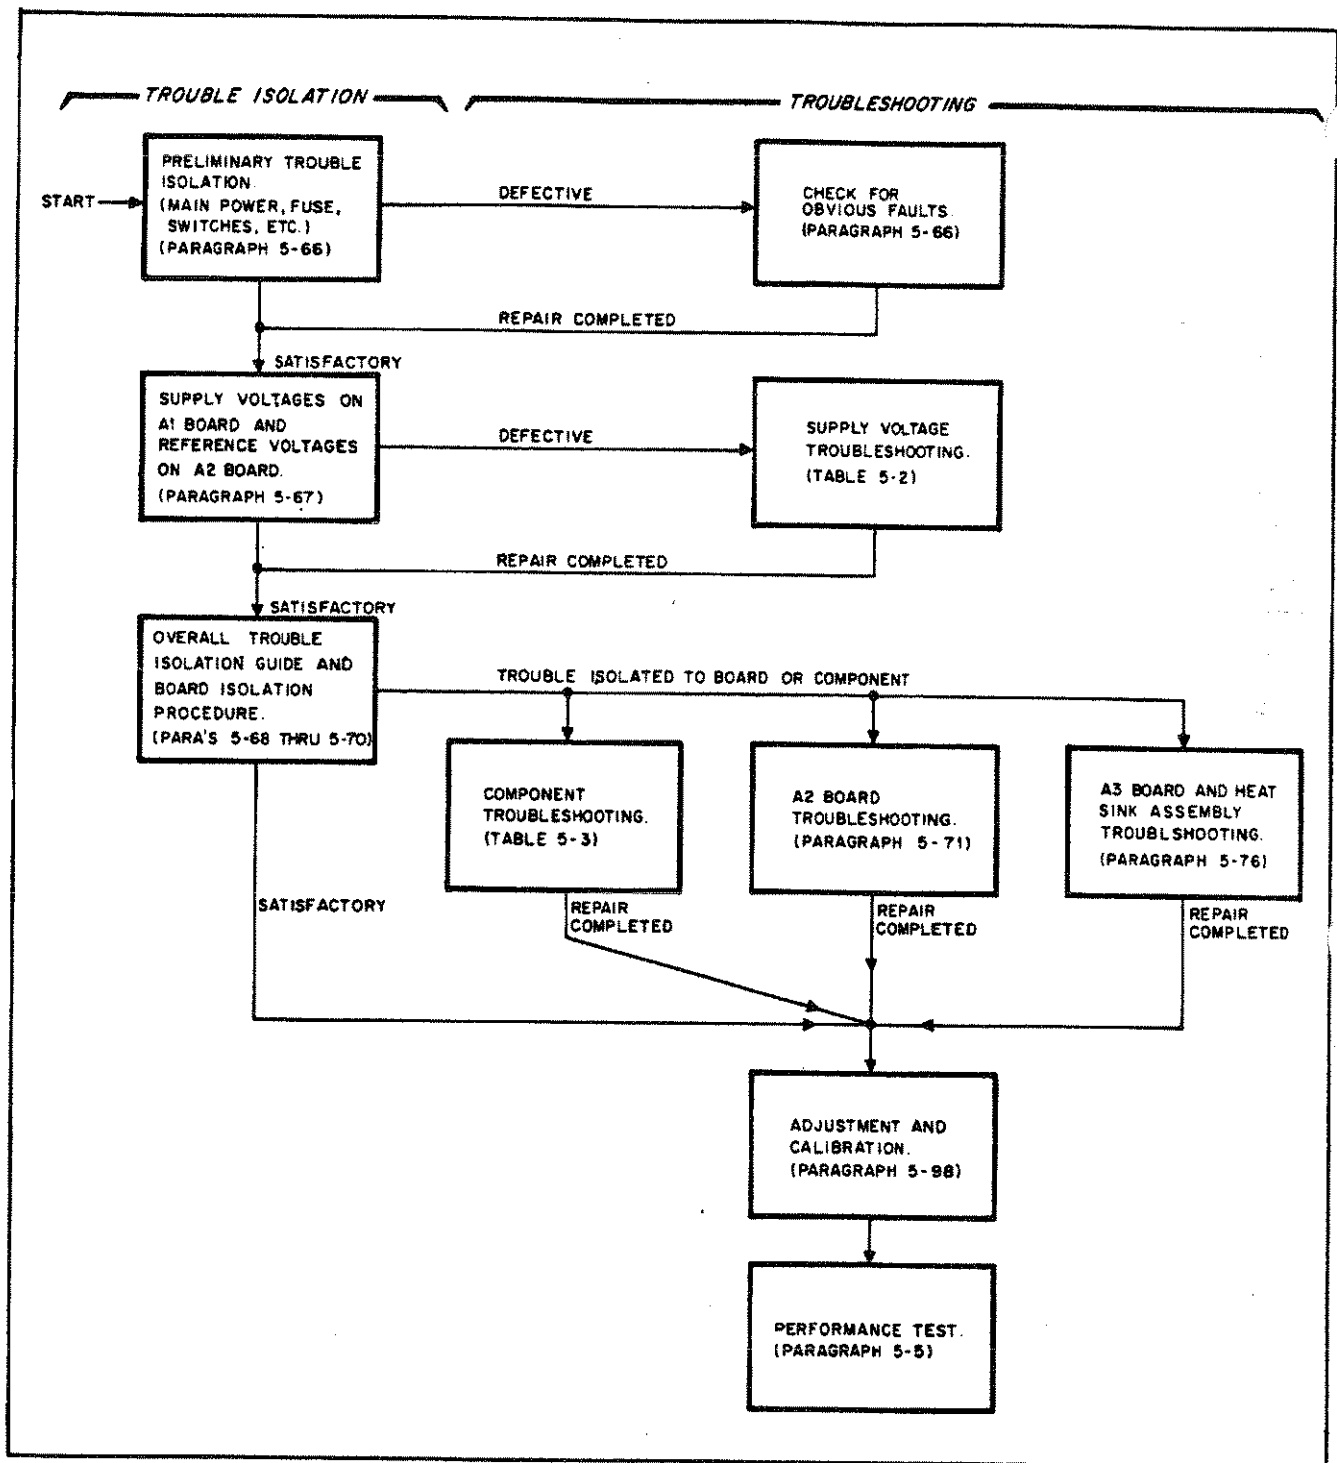 TROUBLE ISOLATION
TROUBLESHOOTING
START
PRELIMINARY TROUBLE
ISOLATION.
(MAIN POWER, FUSE,
SWITCHES, ETC.)
(PARAGRAPH 5-66)
DEFECTIVE
CHECK FOR
OBVIOUS FAULTS.
(PARAGRAPH 5-66)
REPAIR COMPLETED
SATISFACTORY
SUPPLY VOLTAGES ON
A1 BOARD AND
REFERENCE VOLTAGES
ON A2 BOARD.
(PARAGRAPH 5-67)
DEFECTIVE
SUPPLY VOLTAGE
TROUBLESHOOTING.
(TABLE 5-2)
REPAIR COMPLETED
SATISFACTORY
OVERALL TROUBLE
ISOLATION GUIDE AND
BOARD ISOLATION
PROCEDURE.
(PARA'S 5-68 THRU 5-70)
TROUBLE ISOLATED TO BOARD OR COMPONENT
COMPONENT
TROUBLESHOOTING.
(TABLE 5-3)
A2 BOARD
TROUBLESHOOTING.
(PARAGRAPH 5-71)
A3 BOARD AND HEAT
SINK ASSEMBLY
TROUBLSHOOTING.
(PARAGRAPH 5-76)
SATISFACTORY
REPAIR
COMPLETED
REPAIR
COMPLETED
REPAIR
COMPLETED
ADJUSTMENT AND
CALIBRATION.
(PARAGRAPH 5-98)
PERFORMANCE TEST.
(PARAGRAPH 5-5)